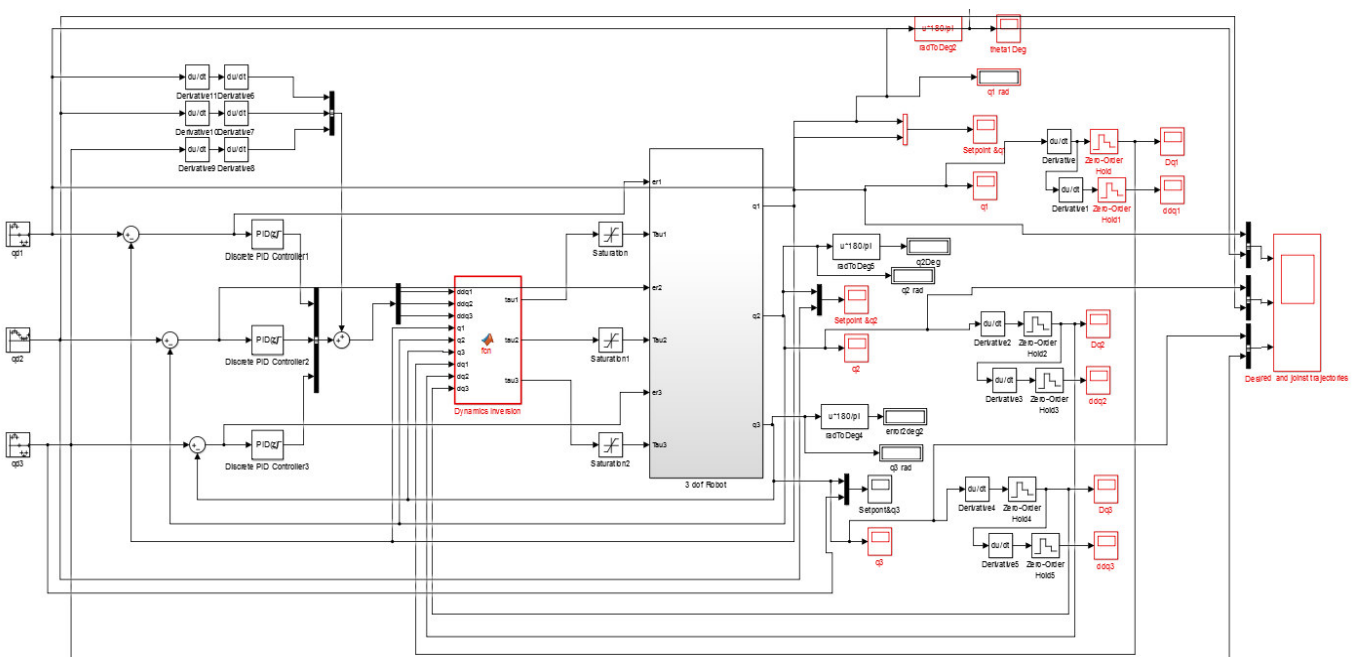 u*180/pi
radToDeg2
theta1Deg
du/dt
du/dt
Derivative11
Derivative6
du/dt
du/dt
Derivative10
Derivative7
du/dt
du/dt
Derivative9
Derivative8
q1 rad
Setpoint &q1
du/dt
Derivative
Zero-Order
Hold
Dq1
du/dt
Derivative1
Zero-Order
Hold1
ddq1
q1
er1
q1
Tau1
er2
q2
Tau2
er3
q3
Tau3
3 dof Robot
qd1
PID(z)
Discrete PID Controller1
Saturation
u*180/pi
radToDeg5
q2Deg
q2 rad
ddq1
ddq2
ddq3
q1
q2
q3
dq1
dq2
dq3
fcn
tau1
tau2
tau3
Dynamics Inversion
qd2
PID(z)
Discrete PID Controller2
Saturation1
Setpoint &q2
q2
du/dt
Derivative2
Zero-Order
Hold2
Dq2
du/dt
Derivative3
Zero-Order
Hold3
ddq2
Desired and joinst trajectories
qd3
PID(z)
Discrete PID Controller3
Saturation2
u*180/pi
radToDeg4
error2deg2
q3 rad
Setpont&q3
q3
du/dt
Derivative4
Zero-Order
Hold4
Dq3
du/dt
Derivative5
Zero-Order
Hold5
ddq3